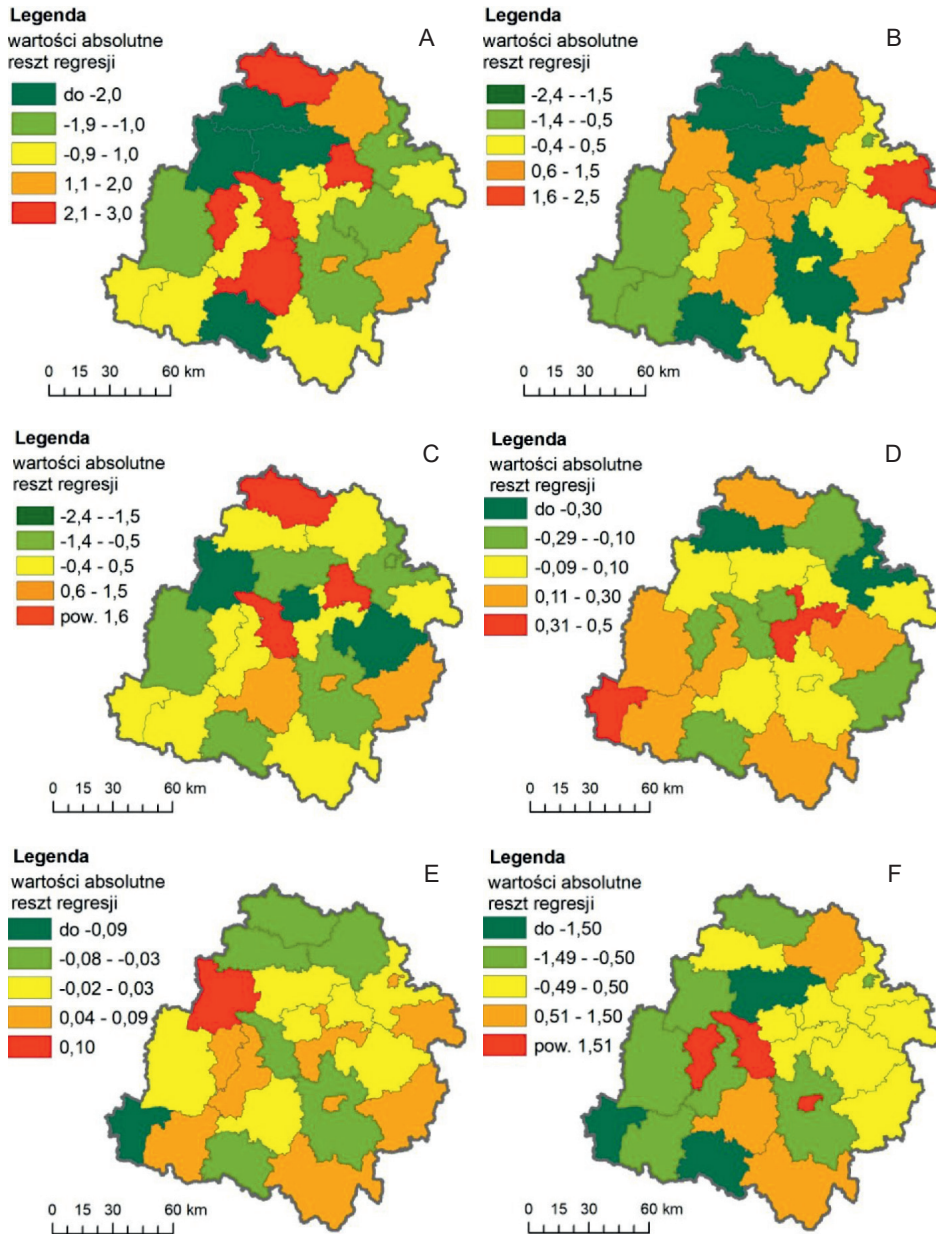 Legenda
A
wartości absolutne
reszt regresji
do -2,0
-1,9 - -1,0
-0,9 - 1,0
1,1 - 2,0
2,1 - 3,0
0 15 30 60 km
Legenda
B
wartości absolutne
reszt regresji
-2,4 - -1,5
-1,4 - -0,5
-0,4 - 0,5
0,6 - 1,5
1,6 - 2,5
0 15 30 60 km
Legenda
C
wartości absolutne
reszt regresji
-2,4 - -1,5
-1,4 - -0,5
-0,4 - 0,5
0,6 - 1,5
pow. 1,6
0 15 30 60 km
Legenda
D
wartości absolutne
reszt regresji
do -0,30
-0,29 - -0,10
-0,09 - 0,10
0,11 - 0,30
0,31 - 0,5
0 15 30 60 km
Legenda
E
wartości absolutne
reszt regresji
do -0,09
-0,08 - -0,03
-0,02 - 0,03
0,04 - 0,09
0,10
0 15 30 60 km
Legenda
F
wartości absolutne
reszt regresji
do -1,50
-1,49 - -0,50
-0,49 - 0,50
0,51 - 1,50
pow. 1,51
0 15 30 60 km